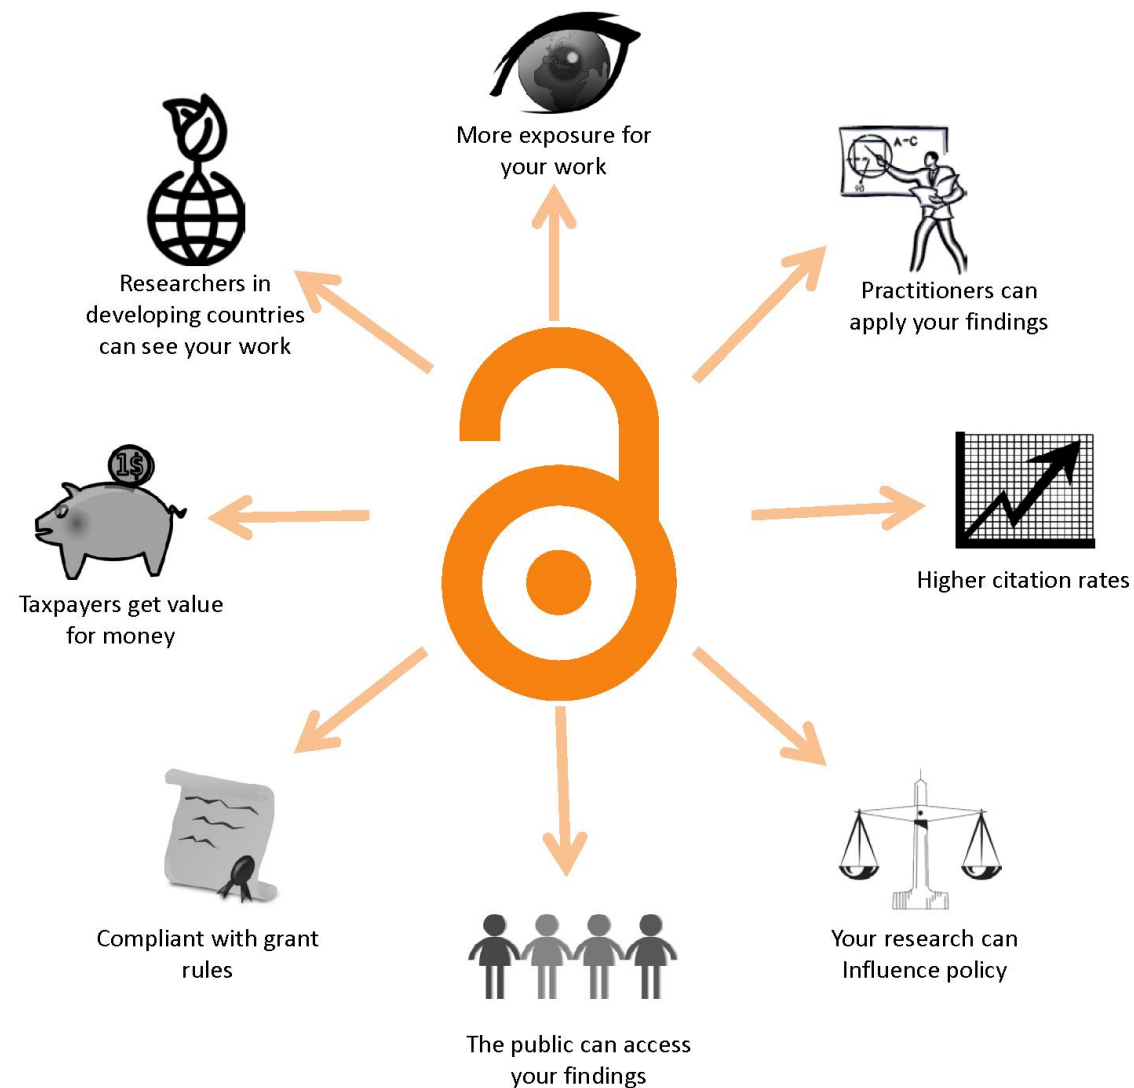 More exposure for
your work
A-C
90
Practitioners can
apply your findings
Researchers in
developing countries
can see your work
1$
Higher citation rates
Taxpayers get value
for money
Compliant with grant
rules
Your research can
Influence policy
The public can access
your findings